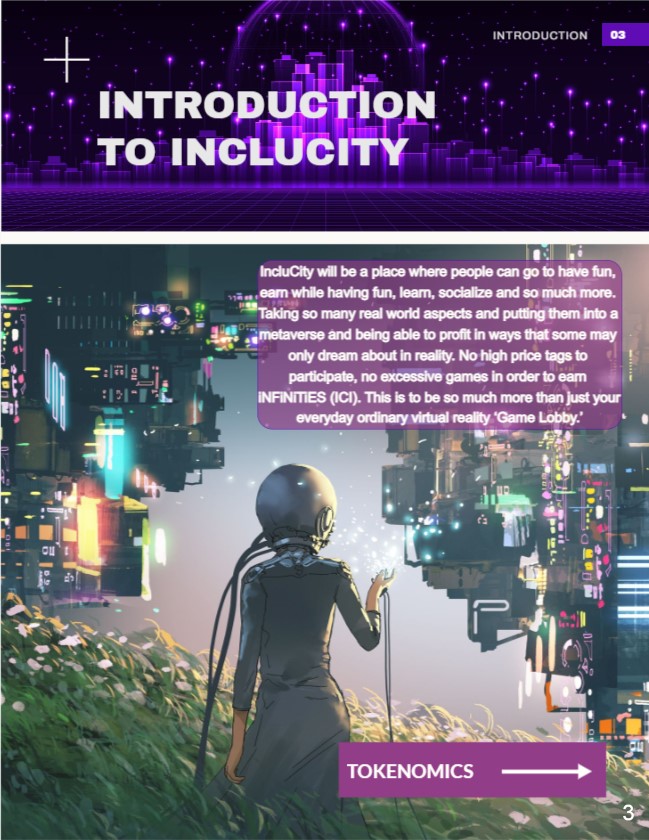 INTRODUCTION 03
INTRODUCTION
TO INCLUCITY
IncluCity will be a place where people can go to have fun,
earn while having fun, learn, socialize and so much more.
Taking so many real world aspects and putting them into a
metaverse and being able to profit in ways that some may
only dream about in reality. No high price tags to
participate, no excessive games in order to earn
iNFiNiTiES (ICI). This is to be so much more than just your
everyday ordinary virtual reality ‘Game Lobby.’
TOKENOMICS
3